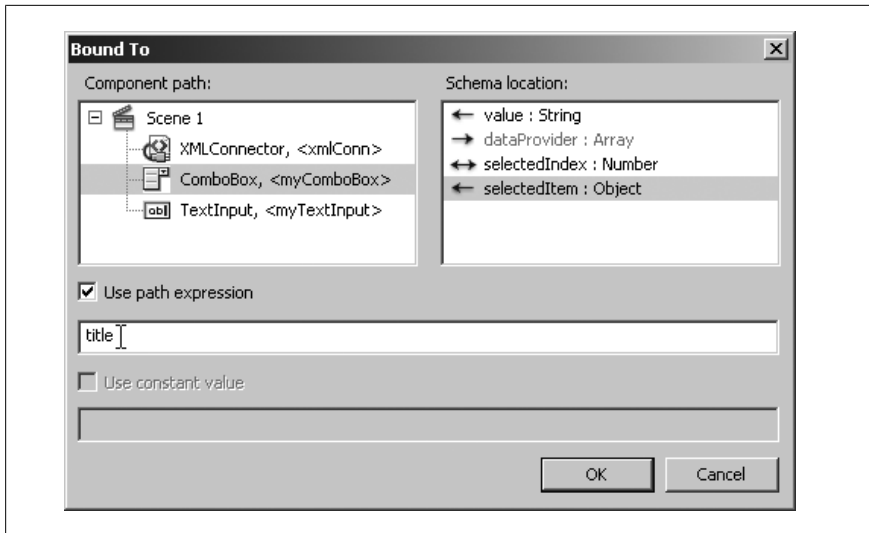 Bound To
Component path:
Scene 1
XMLConnector, <xmlConn>
ComboBox, <myComboBox>
abl TextInput, <myTextInput>
Schema location:
value : String
dataProvider : Array
selectedIndex : Number
selectedItem : Object
Use path expression
title
Use constant value
OK
Cancel